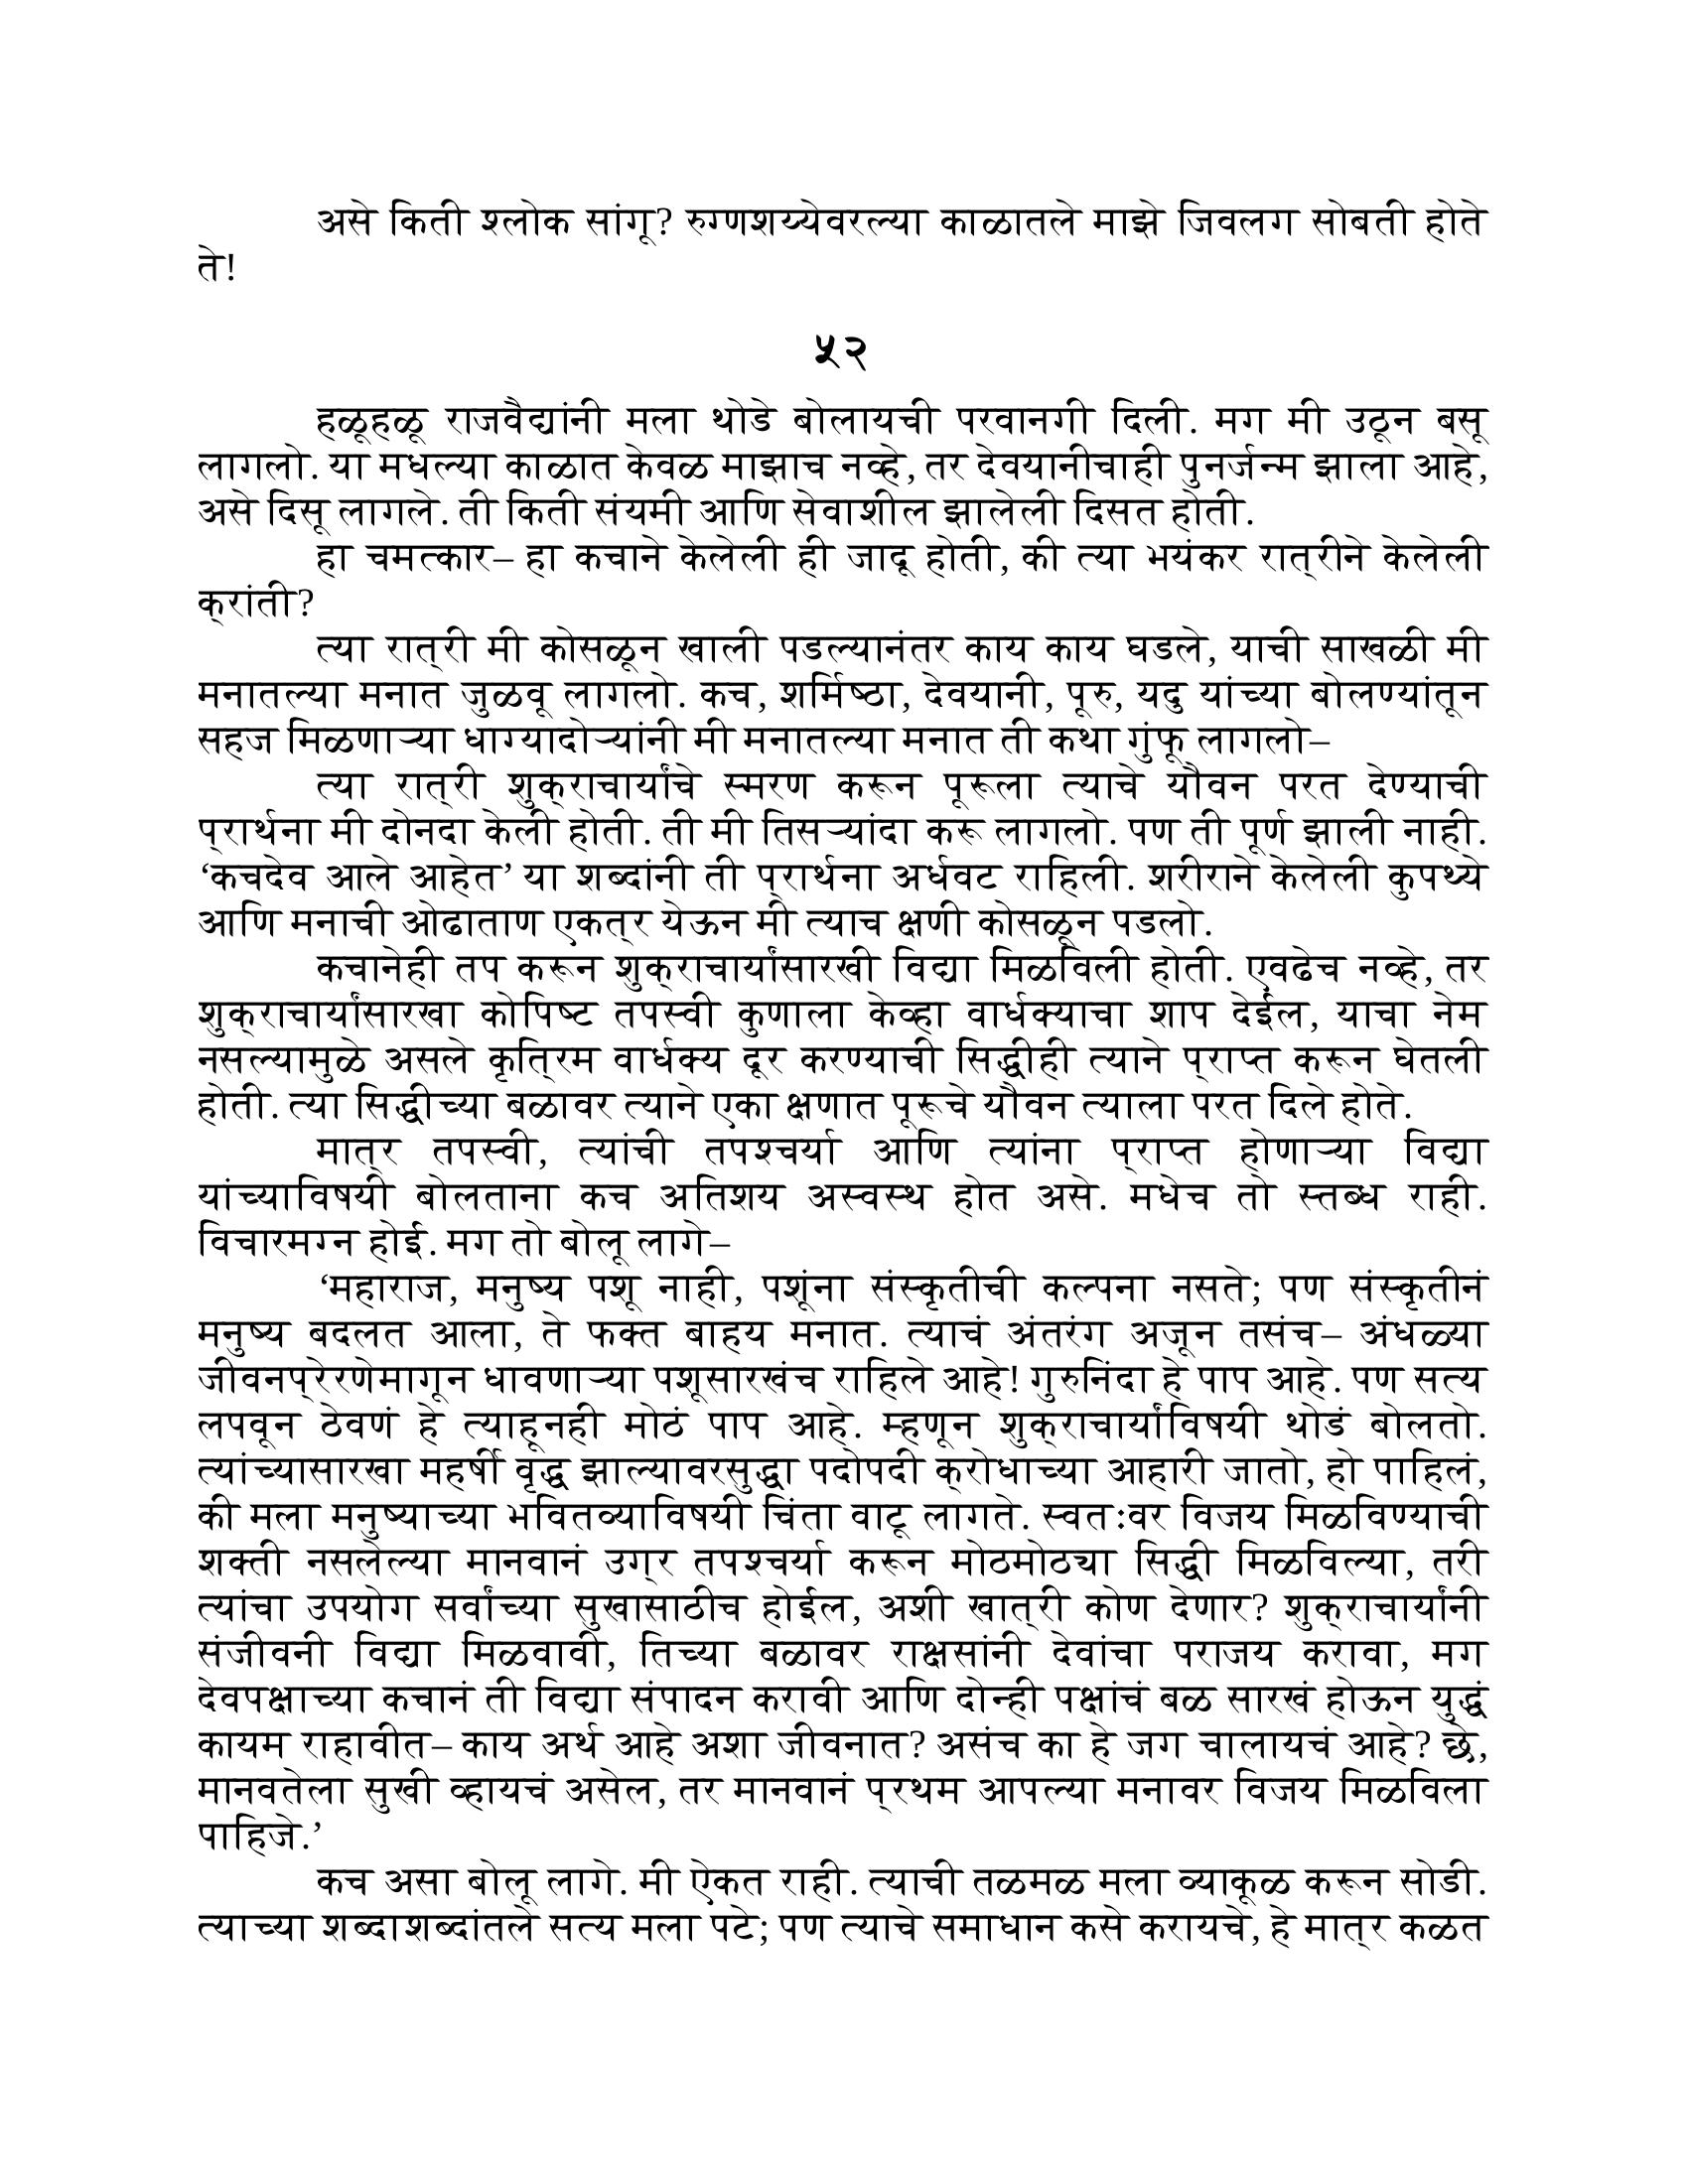 असे किती श्लोक सांगू? रुग्णशय्येवरल्या काळातले माझे जिवलग सोबती होते
ते!
५२
हळूहळू राजवैद्यांनी मला थोडे बोलायची परवानगी दिली. मग मी उठून बसू
लागलो. या मधल्या काळात केवळ माझाच नव्हे, तर देवयानीचाही पुनर्जन्म झाला आहे,
असे दिसू लागले. ती किती संयमी आणि सेवाशील झालेली दिसत होती.
हा चमत्कार– हा कचाने केलेली ही जादू होती, की त्या भयंकर रात्रीने केलेली
क्रांती?
त्या रात्री मी कोसळून खाली पडल्यानंतर काय काय घडले, याची साखळी मी
मनातल्या मनात जुळवू लागलो. कच, शर्मिष्ठा, देवयानी, पूरु, यदु यांच्या बोलण्यांतून
सहज मिळणाऱ्या धाग्यादोऱ्यांनी मी मनातल्या मनात ती कथा गुंफू लागलो–
त्या रात्री शुक्राचार्यांचे स्मरण करून पूरूला त्याचे यौवन परत देण्याची
प्रार्थना मी दोनदा केली होती. ती मी तिसऱ्यांदा करू लागलो. पण ती पूर्ण झाली नाही.
‘कचदेव आले आहेत’ या शब्दांनी ती प्रार्थना अर्धवट राहिली. शरीराने केलेली कुपथ्ये
आणि मनाची ओढाताण एकत्र येऊन मी त्याच क्षणी कोसळून पडलो.
कचानेही तप करून शुक्राचार्यांसारखी विद्या मिळविली होती. एवढेच नव्हे, तर
शुक्राचार्यांसारखा कोपिष्ट तपस्वी कुणाला केव्हा वार्धक्याचा शाप देईल, याचा नेम
नसल्यामुळे असले कृत्रिम वार्धक्य दूर करण्याची सिद्धीही त्याने प्राप्त करून घेतली
होती. त्या सिद्धीच्या बळावर त्याने एका क्षणात पूरूचे यौवन त्याला परत दिले होते.
मात्र तपस्वी, त्यांची तपश्चर्या आणि त्यांना प्राप्त होणाऱ्या विद्या
यांच्याविषयी बोलताना कच अतिशय अस्वस्थ होत असे. मधेच तो स्तब्ध राही.
विचारमग्न होई. मग तो बोलू लागे–
‘महाराज, मनुष्य पशू नाही, पशूंना संस्कृतीची कल्पना नसते; पण संस्कृतीनं
मनुष्य बदलत आला, ते फक्त बाहय मनात. त्याचं अंतरंग अजून तसंच– अंधळ्या
जीवनप्रेरणेमागून धावणाऱ्या पशूसारखंच राहिले आहे! गुरुनिंदा हे पाप आहे. पण सत्य
लपवून ठेवणं हे त्याहूनही मोठं पाप आहे. म्हणून शुक्राचार्यांविषयी थोडं बोलतो.
त्यांच्यासारखा महर्षी वृद्ध झाल्यावरसुद्धा पदोपदी क्रोधाच्या आहारी जातो, हो पाहिलं,
की मला मनुष्याच्या भवितव्याविषयी चिंता वाटू लागते. स्वतःवर विजय मिळविण्याची
शक्ती नसलेल्या मानवानं उग्र तपश्चर्या करून मोठमोठ्या सिद्धी मिळविल्या, तरी
त्यांचा उपयोग सर्वांच्या सुखासाठीच होईल, अशी खात्री कोण देणार? शुक्राचार्यांनी
संजीवनी विद्या मिळवावी, तिच्या बळावर राक्षसांनी देवांचा पराजय करावा, मग
देवपक्षाच्या कचानं ती विद्या संपादन करावी आणि दोन्ही पक्षांचं बळ सारखं होऊन युद्धं
कायम राहावीत– काय अर्थ आहे अशा जीवनात? असंच का हे जग चालायचं आहे? छे,
मानवतेला सुखी व्हायचं असेल, तर मानवानं प्रथम आपल्या मनावर विजय मिळविला
पाहिजे.’
कच असा बोलू लागे. मी ऐकत राही. त्याची तळमळ मला व्याकूळ करून सोडी.
त्याच्या शब्दाशब्दांतले सत्य मला पटे; पण त्याचे समाधान कसे करायचे, हे मात्र कळत